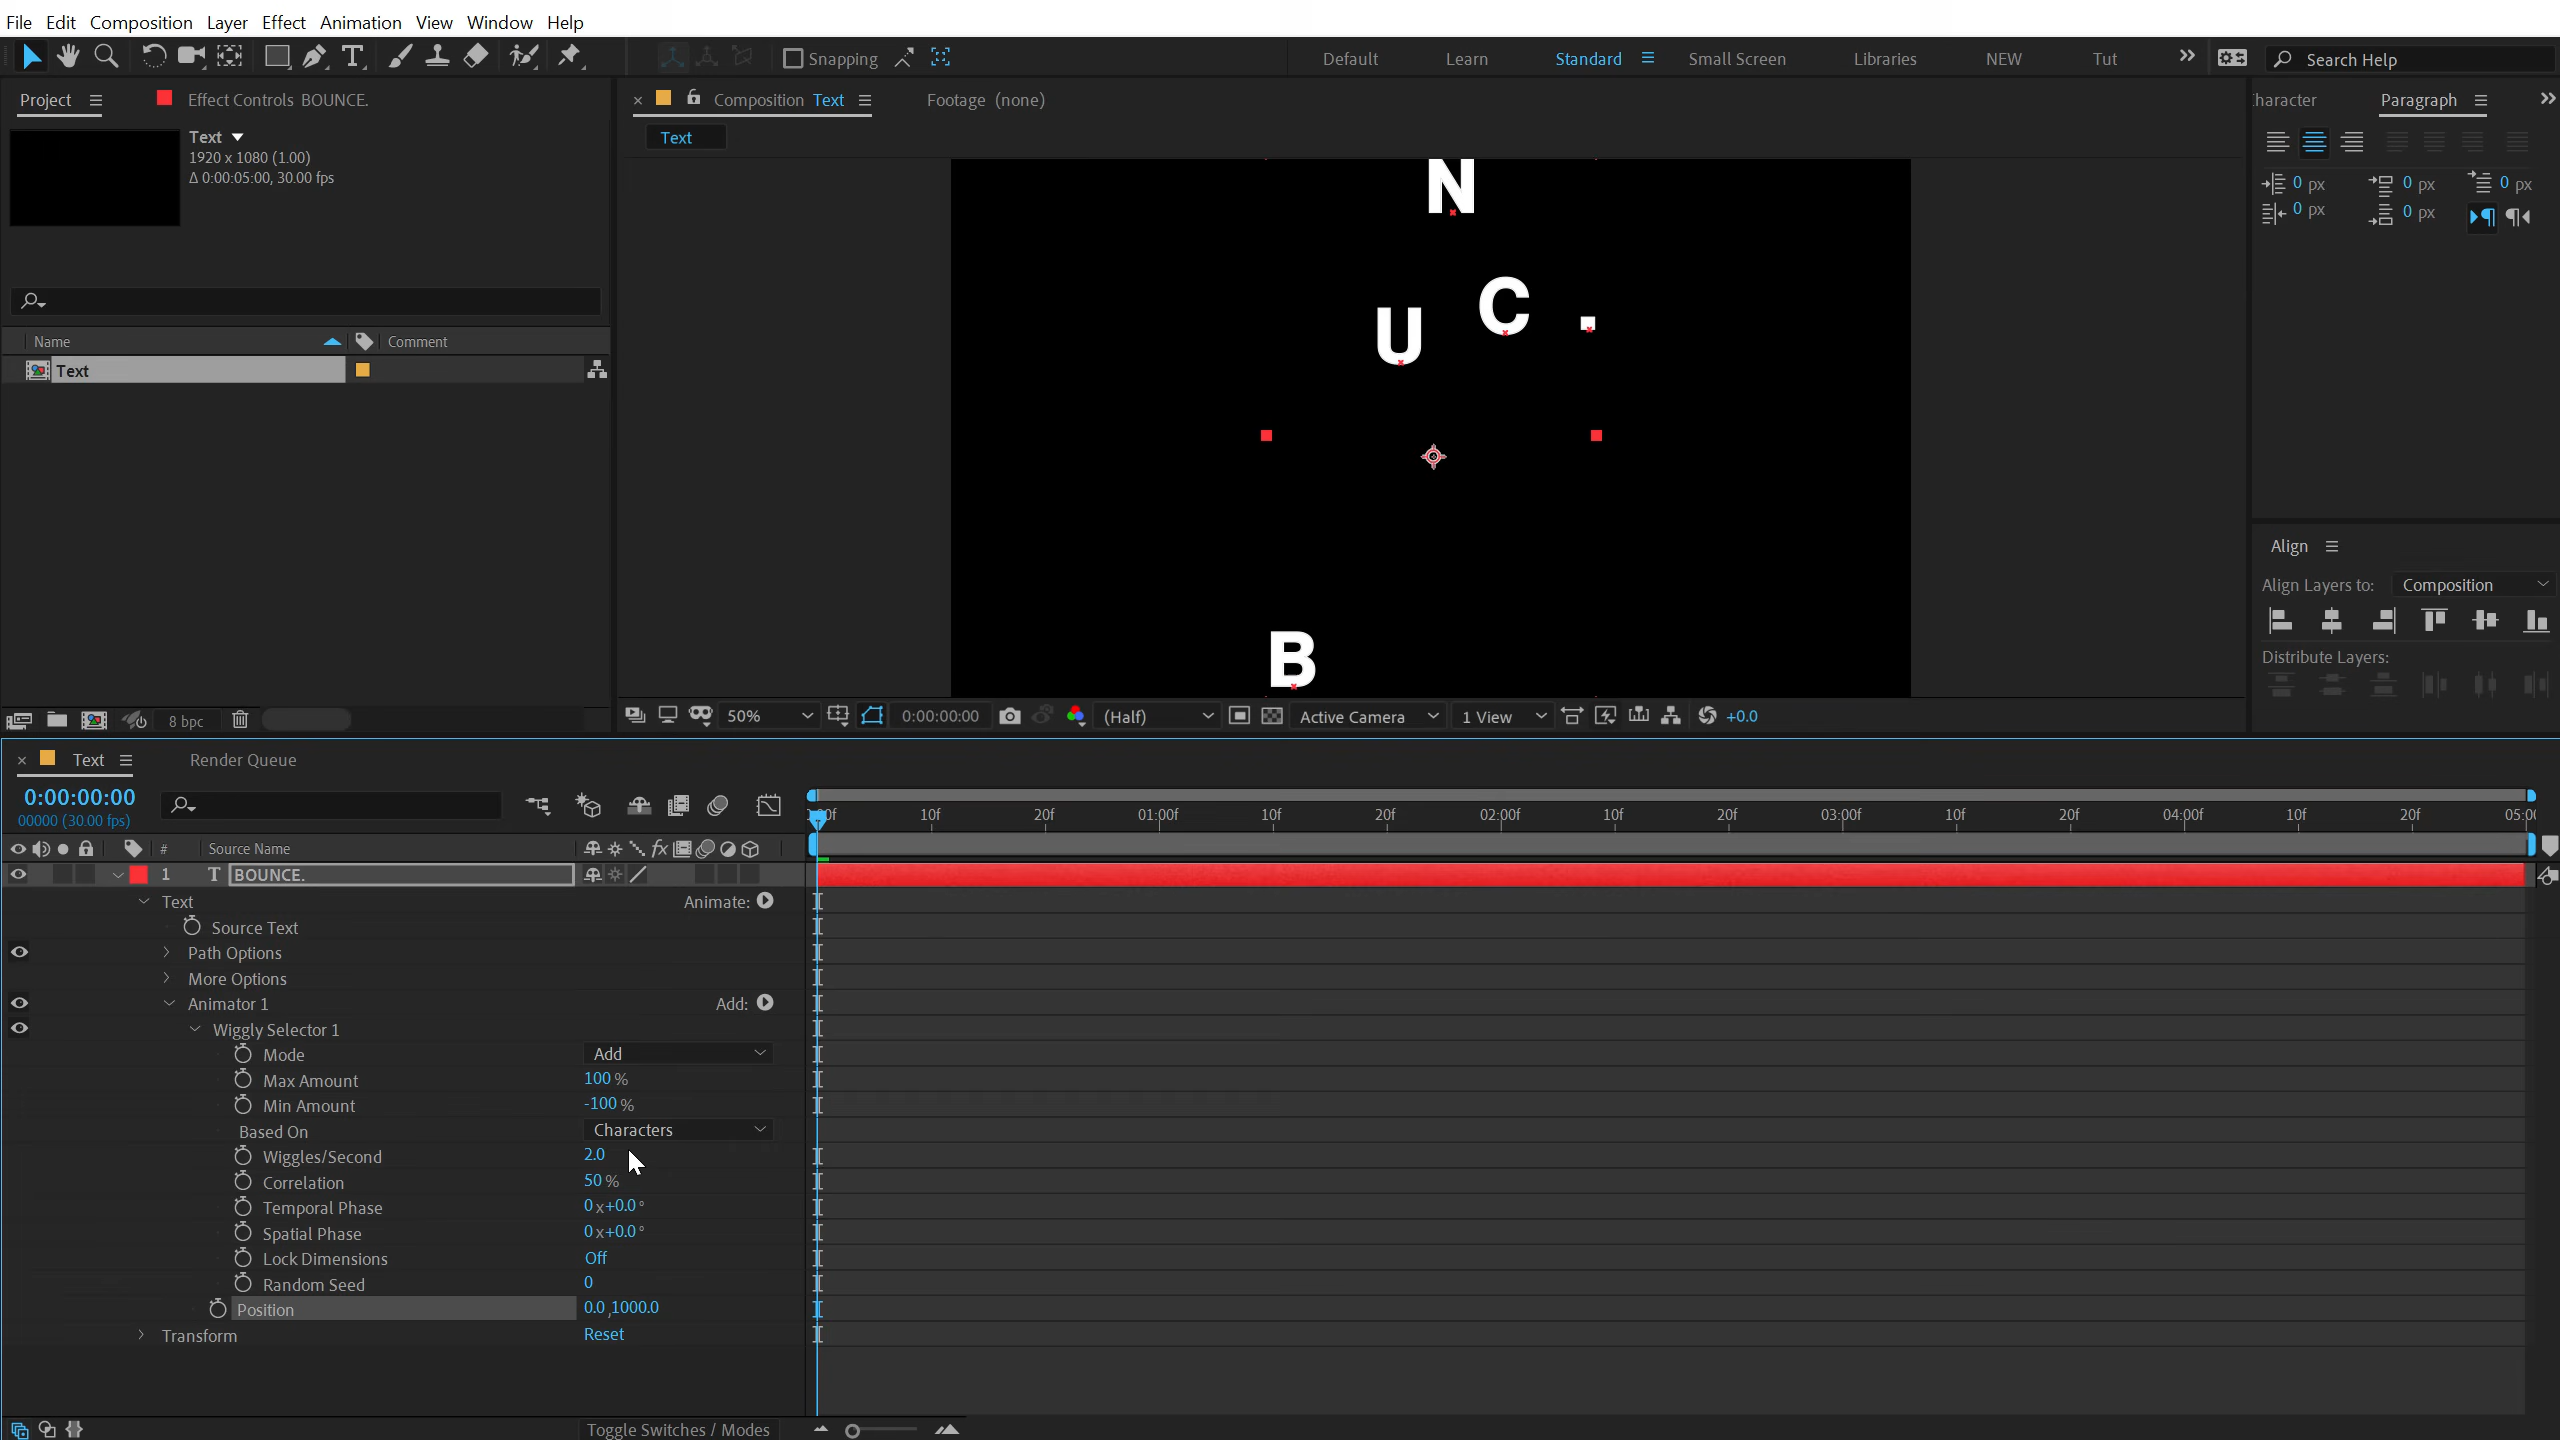 File Edit Composition Layer Effect Animation View Window Help
Snapping Default Learn Standard Small Screen Libraries NEW Tut Search Help
Project Effect Controls BOUNCE. Composition Text Footage (none) haracter Paragraph
Text
1920 x 1080 (1.00)
Δ 0:00:05:00, 30.00 fps
Text
N
C .
U
B
0 px 0 px 0 px
0 px 0 px
Name Comment
Text
Align
Align Layers to: Composition
Distribute Layers:
8 bpc 50% 0:00:00:00 (Half) Active Camera 1 View +0.0
Text Render Queue
0:00:00:00
00000 (30.00 fps)
0f 10f 20f 01:00f 10f 20f 02:00f 10f 20f 03:00f 10f 20f 04:00f 10f 20f 05:00
# Source Name
1 T BOUNCE.
Text Animate:
Source Text
Path Options
More Options
Animator 1 Add:
Wiggly Selector 1
Mode Add
Max Amount 100 %
Min Amount -100 %
Based On Characters
Wiggles/Second 2.0
Correlation 50 %
Temporal Phase 0 x+0.0 °
Spatial Phase 0 x+0.0 °
Lock Dimensions Off
Random Seed 0
Position 0.0 ,1000.0
Transform Reset
Toggle Switches / Modes